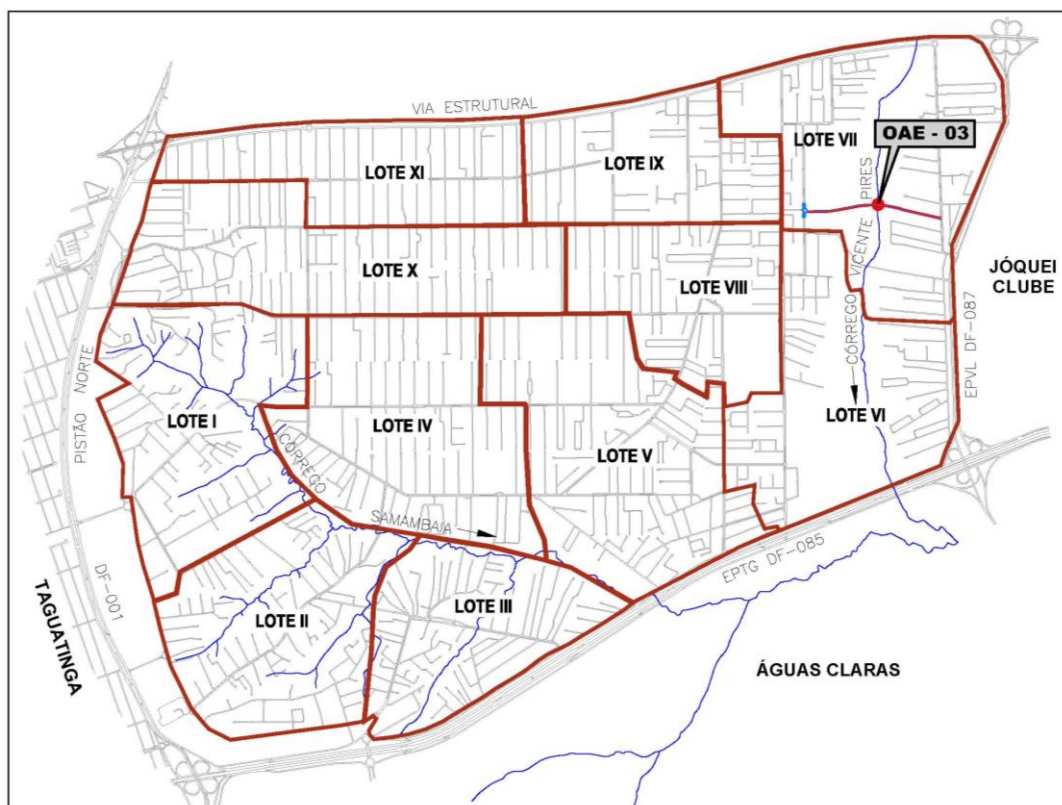 VIA ESTRUTURAL
LOTE VII
OAE - 03
LOTE XI
LOTE IX
CÓRREGO VICENTE PIRES
JÓQUEI
CLUBE
LOTE X
LOTE VIII
EPVL DF-087
PISTÃO NORTE
LOTE I
LOTE IV
LOTE VI
LOTE V
CÓRREGO
SAMAMBAIA
EPTG DF-085
DF-001
TAGUATINGA
LOTE II
LOTE III
ÁGUAS CLARAS